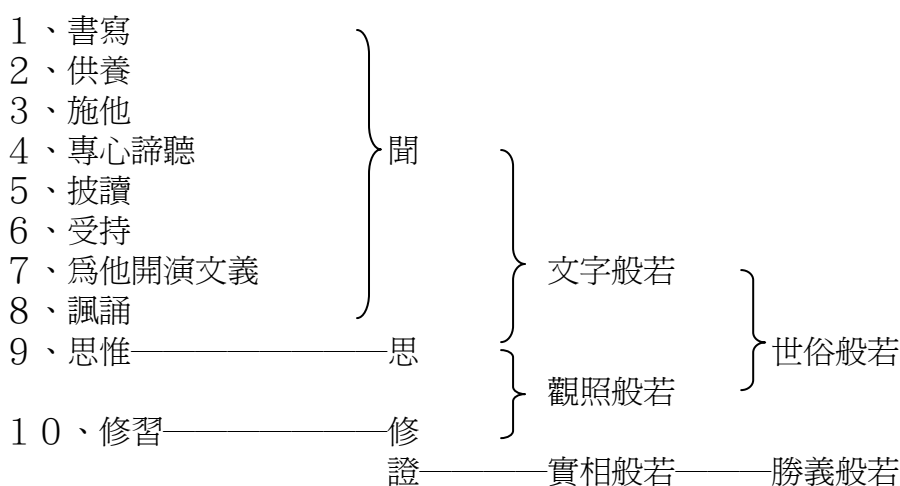 １、書寫
２、供養
３、施他
４、專心諦聽 聞
５、披讀
６、受持
７、爲他開演文義 文字般若
８、諷誦
９、思惟————————思 世俗般若
觀照般若
１０、修習————————修
證————實相般若———勝義般若